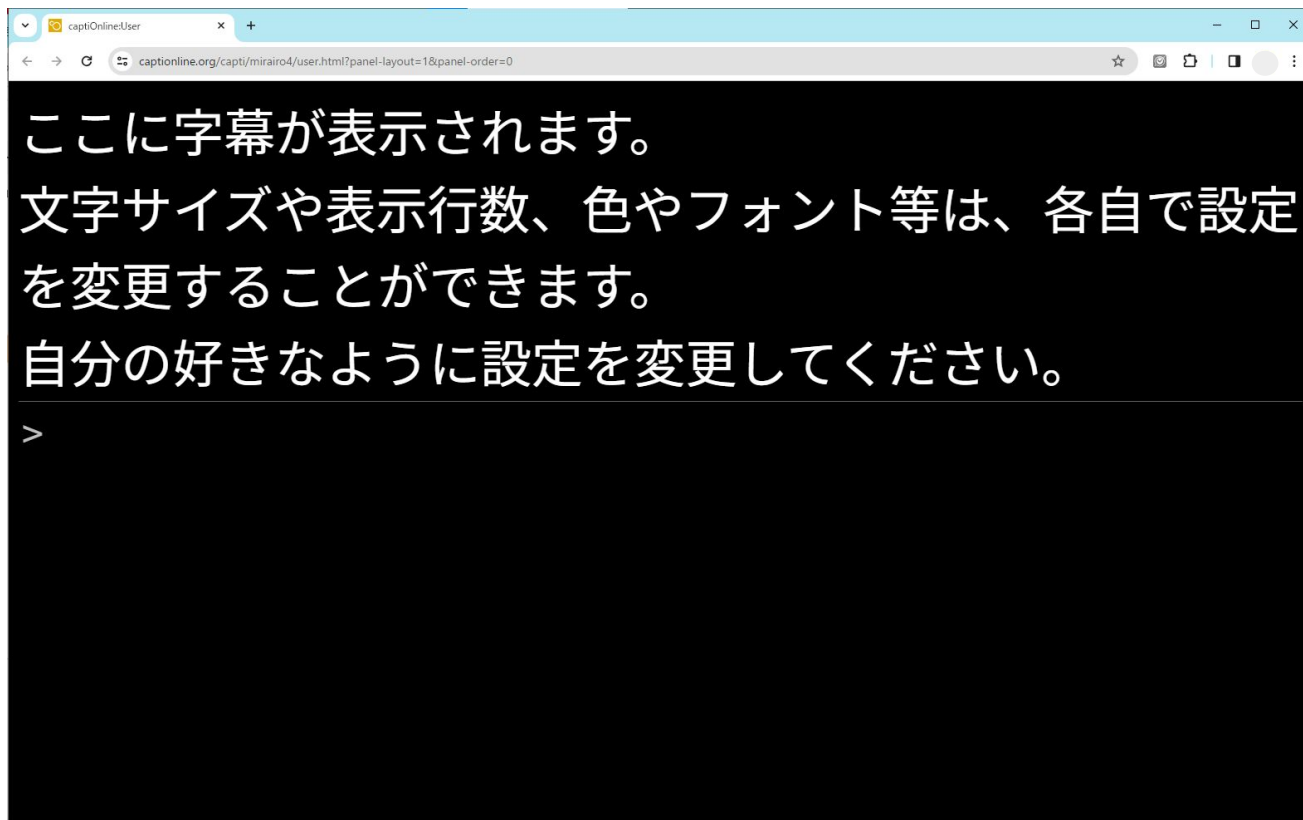 captiOnline:User
captionline.org/capti/mirairo4/user.html?panel-layout=1&panel-order=0
ここに字幕が表示されます。
文字サイズや表示行数、色やフォント等は、各自で設定
を変更することができます。
自分の好きなように設定を変更してください。
>